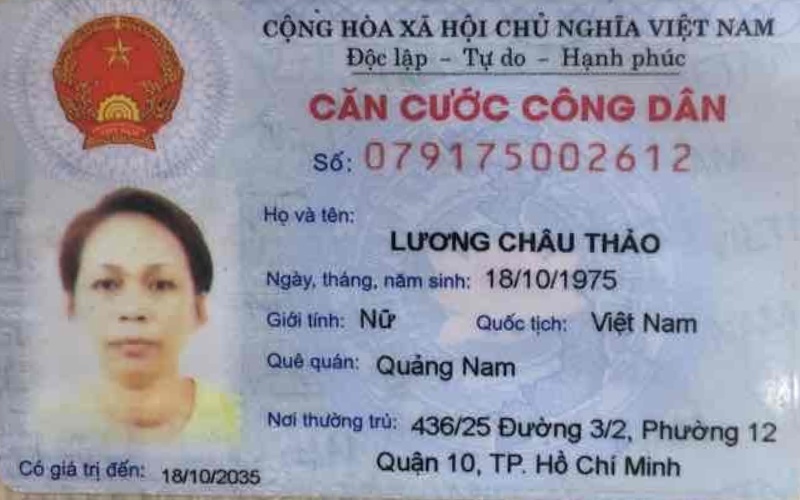 CỘNG HÒA XÃ HỘI CHỦ NGHĨA VIỆT NAM
Độc lập - Tự do - Hạnh phúc
CĂN CƯỚC CÔNG DÂN
Số: 079175002612
Họ và tên:
LƯƠNG CHÂU THẢO
Ngày, tháng, năm sinh: 18/10/1975
Giới tính: Nữ Quốc tịch: Việt Nam
Quê quán: Quảng Nam
Nơi thường trú: 436/25 Đường 3/2, Phường 12
Quận 10, TP. Hồ Chí Minh
Có giá trị đến: 18/10/2035